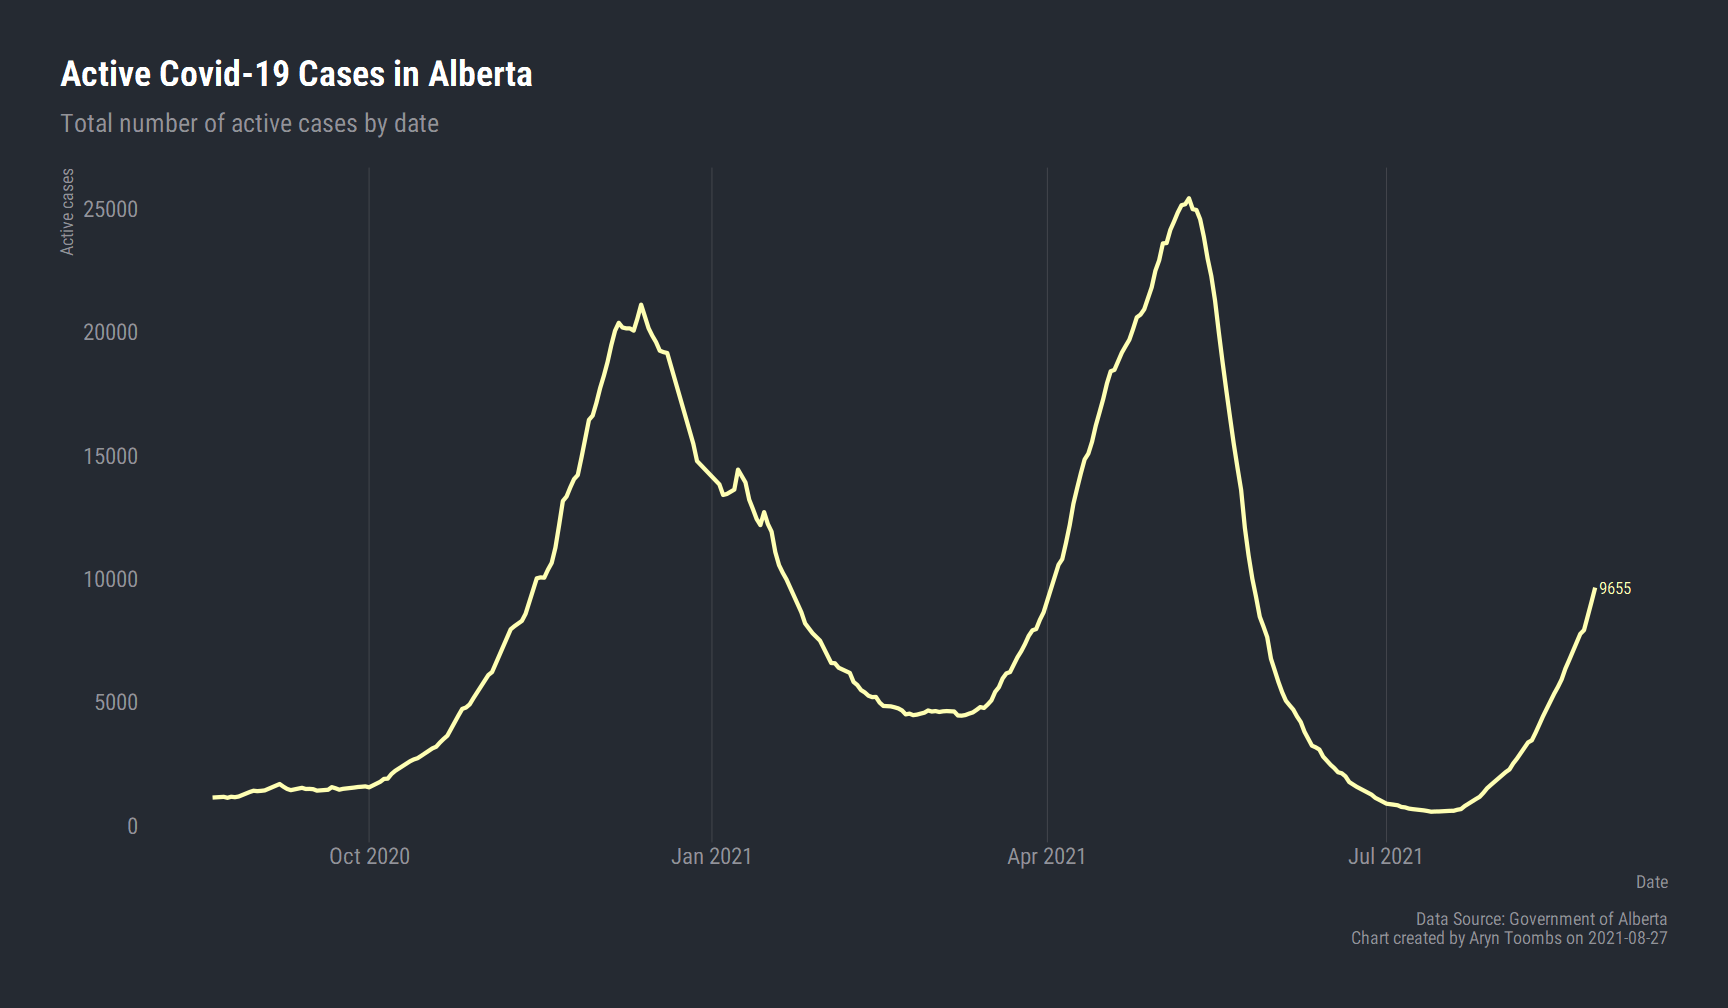 Active Covid-19 Cases in Alberta
Total number of active cases by date
Active cases
25000
20000
15000
10000
5000
0
9655
Oct 2020
Jan 2021
Apr 2021
Jul 2021
Date
Data Source: Government of Alberta
Chart created by Aryn Toombs on 2021-08-27